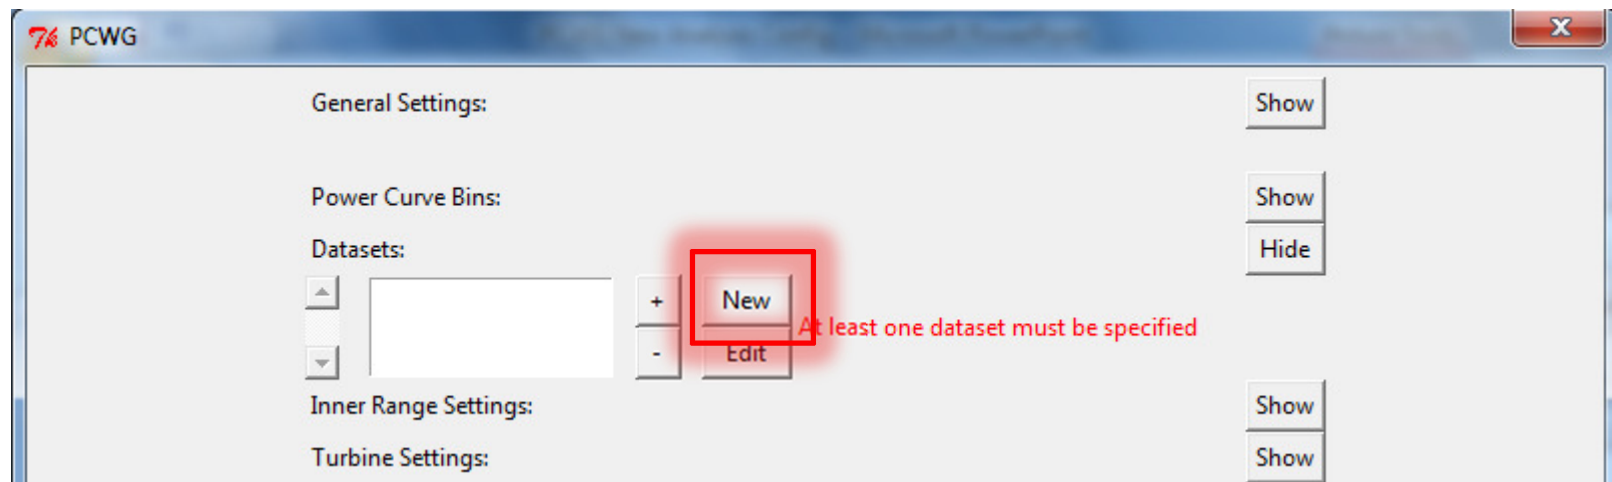 PCWG
General Settings: Show
Power Curve Bins: Show
Datasets: Hide
+ New
At least one dataset must be specified
- Edit
Inner Range Settings: Show
Turbine Settings: Show